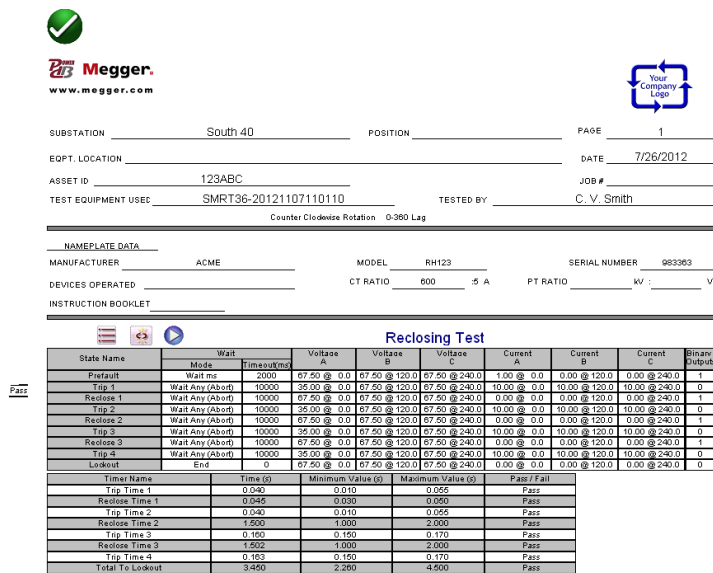 POWER DB Megger.
www.megger.com
Your Company Logo
SUBSTATION South 40 POSITION PAGE 1
EQPT. LOCATION DATE 7/26/2012
ASSET ID 123ABC JOB #
TEST EQUIPMENT USED SMRT36-20121107110110 TESTED BY C. V. Smith
Counter Clockwise Rotation 0-360 Lag
NAMEPLATE DATA
MANUFACTURER ACME MODEL RH123 SERIAL NUMBER 983363
DEVICES OPERATED CT RATIO 600 :5 A PT RATIO kV : V
INSTRUCTION BOOKLET
Reclosing Test
State Name Wait Voltage A Voltage B Voltage C Current A Current B Current C Binary Output
Mode Timeout(ms)
Prefault Wait ms 2000 67.50 @ 0.0 67.50 @ 120.0 67.50 @ 240.0 1.00 @ 0.0 0.00 @ 120.0 0.00 @ 240.0 1
Pass
Trip 1 Wait Any (Abort) 10000 35.00 @ 0.0 67.50 @ 120.0 67.50 @ 240.0 10.00 @ 0.0 10.00 @ 120.0 10.00 @ 240.0 0
Reclose 1 Wait Any (Abort) 10000 67.50 @ 0.0 67.50 @ 120.0 67.50 @ 240.0 0.00 @ 0.0 0.00 @ 120.0 0.00 @ 240.0 1
Trip 2 Wait Any (Abort) 10000 35.00 @ 0.0 67.50 @ 120.0 67.50 @ 240.0 10.00 @ 0.0 10.00 @ 120.0 10.00 @ 240.0 0
Reclose 2 Wait Any (Abort) 10000 67.50 @ 0.0 67.50 @ 120.0 67.50 @ 240.0 0.00 @ 0.0 0.00 @ 120.0 0.00 @ 240.0 1
Trip 3 Wait Any (Abort) 10000 35.00 @ 0.0 67.50 @ 120.0 67.50 @ 240.0 10.00 @ 0.0 10.00 @ 120.0 10.00 @ 240.0 0
Reclose 3 Wait Any (Abort) 10000 67.50 @ 0.0 67.50 @ 120.0 67.50 @ 240.0 0.00 @ 0.0 0.00 @ 120.0 0.00 @ 240.0 1
Trip 4 Wait Any (Abort) 10000 35.00 @ 0.0 67.50 @ 120.0 67.50 @ 240.0 10.00 @ 0.0 10.00 @ 120.0 10.00 @ 240.0 0
Lockout End 0 67.50 @ 0.0 67.50 @ 120.0 67.50 @ 240.0 0.00 @ 0.0 0.00 @ 120.0 0.00 @ 240.0 0
Timer Name Time (s) Minimum Value (s) Maximum Value (s) Pass / Fail
Trip Time 1 0.040 0.010 0.055 Pass
Reclose Time 1 0.045 0.030 0.050 Pass
Trip Time 2 0.040 0.010 0.055 Pass
Reclose Time 2 1.500 1.000 2.000 Pass
Trip Time 3 0.160 0.150 0.170 Pass
Reclose Time 3 1.502 1.000 2.000 Pass
Trip Time 4 0.163 0.150 0.170 Pass
Total To Lockout 3.450 2.260 4.500 Pass